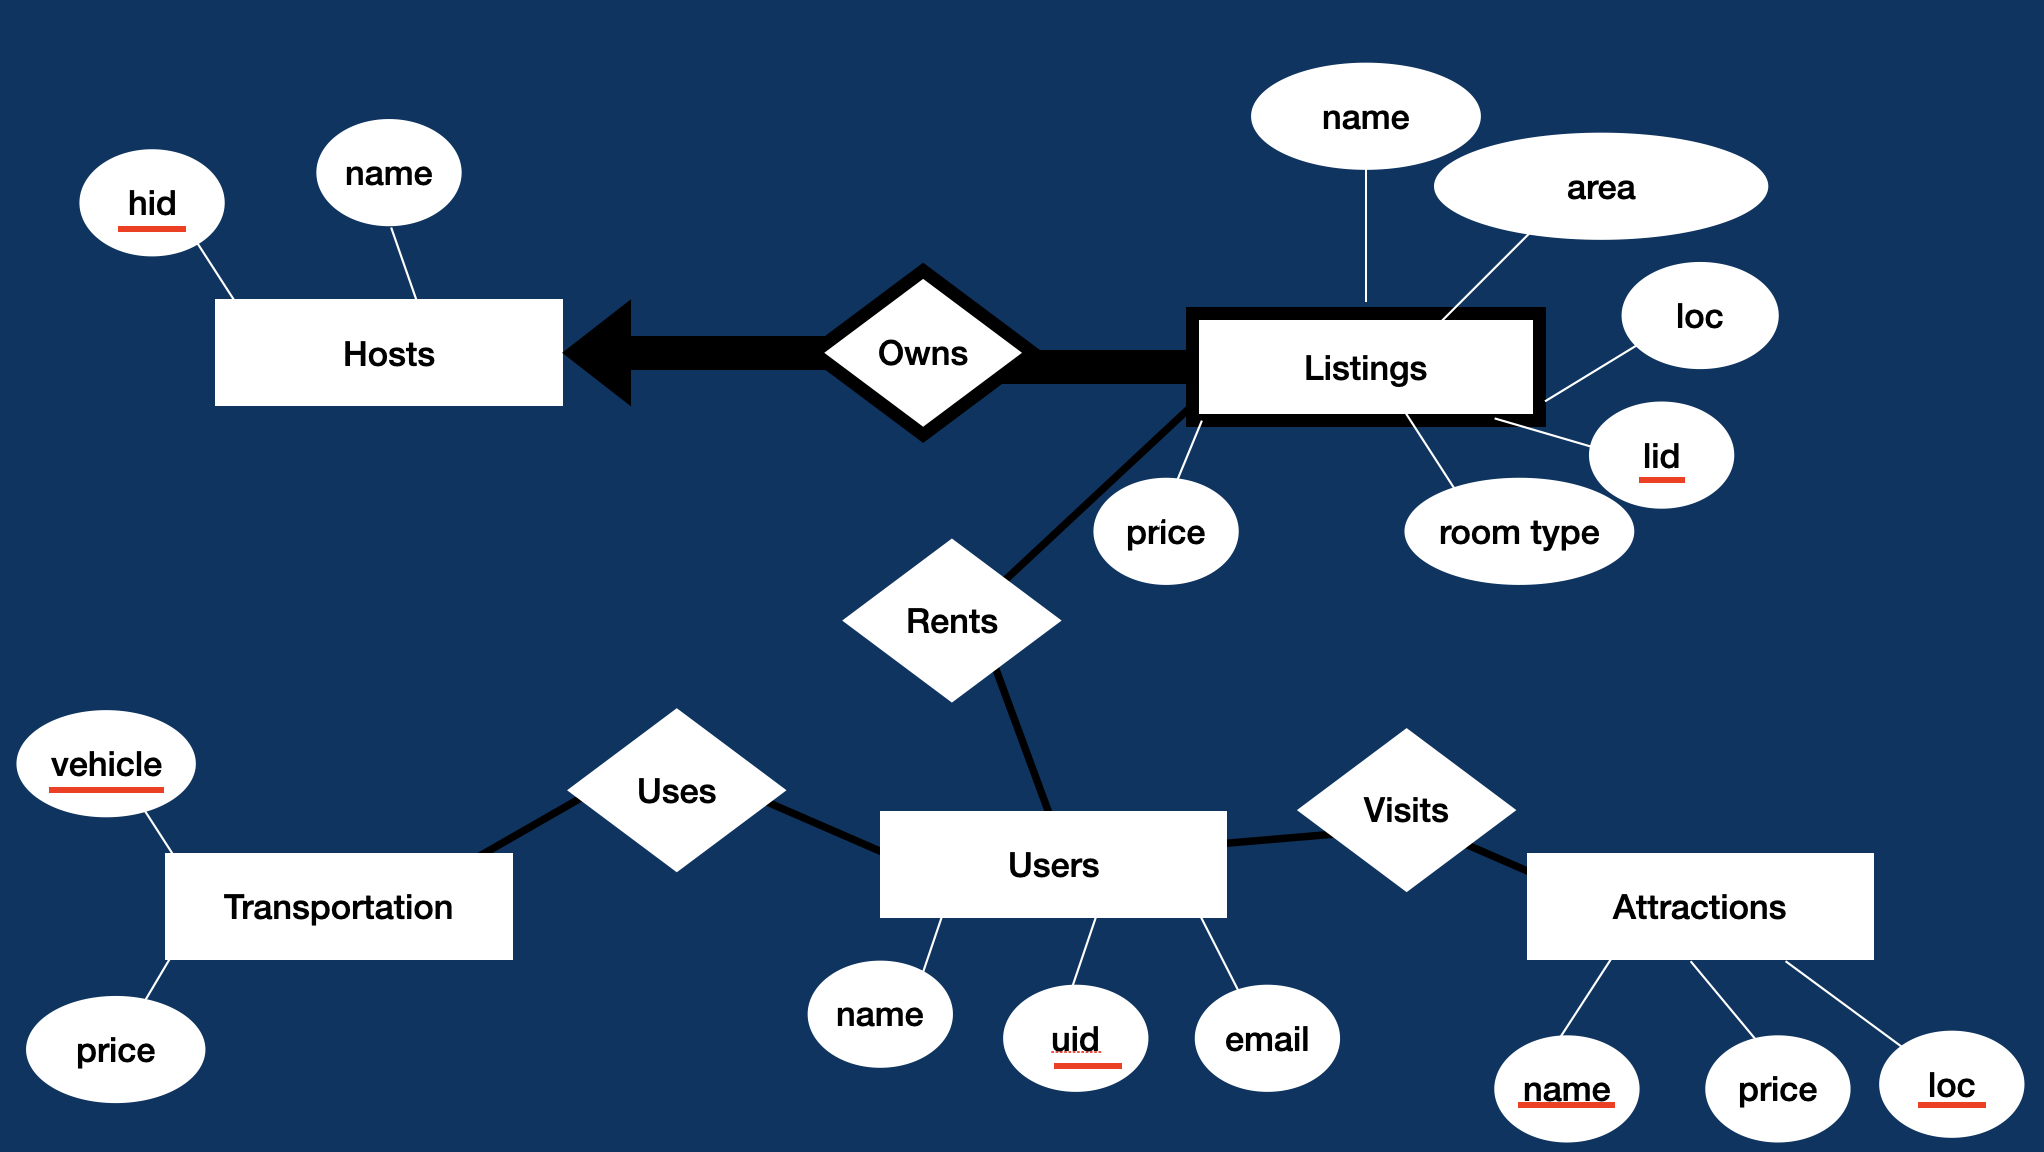 name
area
name
hid
loc
Hosts
Owns
Listings
lid
price
room type
Rents
vehicle
Uses
Visits
Users
Transportation
Attractions
name
uid
email
price
name
price
loc